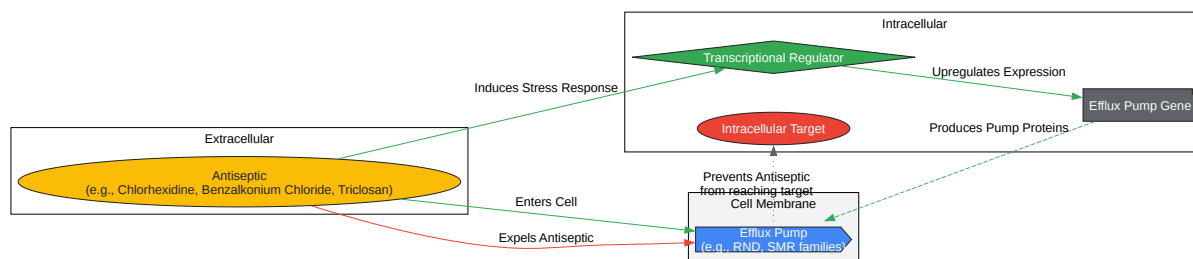 Intracellular
Transcriptional Regulator
Upregulates Expression
Induces Stress Response
Efflux Pump Gene
Extracellular
Intracellular Target
Produces Pump Proteins
Antiseptic
(e.g., Chlorhexidine, Benzalkonium Chloride, Triclosan)
Prevents Antiseptic
from reaching target
Cell Membrane
Enters Cell
Expels Antiseptic
Efflux Pump
(e.g., RND, SMR families)